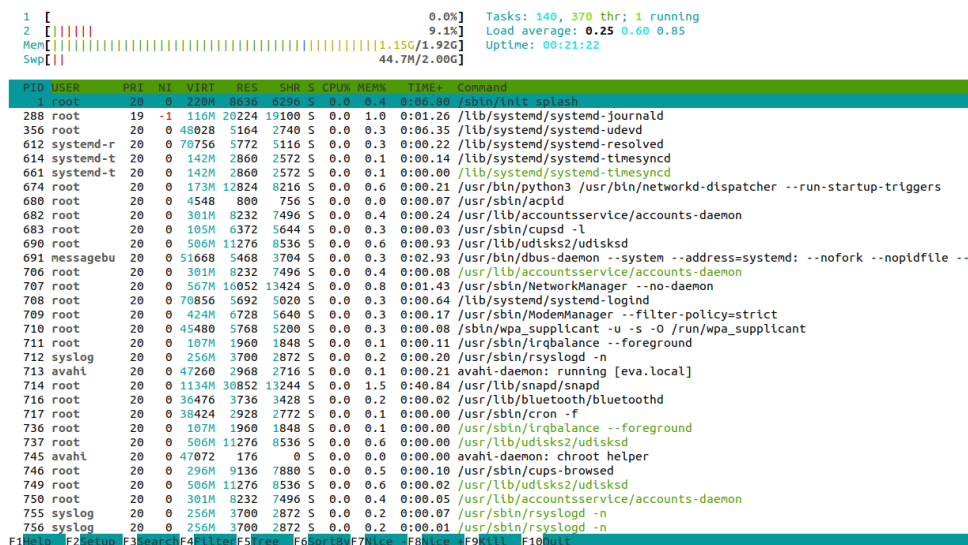 1 [ 0.0%] Tasks: 140, 370 thr; 1 running
2 [|||||| 9.1%] Load average: 0.25 0.60 0.85
Mem[||||||||||||||||||||||||||||||||||||||||||||||1.15G/1.92G] Uptime: 00:21:22
Swp[|| 44.7M/2.00G]
PID USER PRI NI VIRT RES SHR S CPU% MEM% TIME+ Command
1 root 20 0 220M 8636 6296 S 0.0 0.4 0:06.80 /sbin/init splash
288 root 19 -1 116M 20224 19100 S 0.0 1.0 0:01.26 /lib/systemd/systemd-journald
356 root 20 0 48028 5164 2740 S 0.0 0.3 0:06.35 /lib/systemd/systemd-udevd
612 systemd-r 20 0 70756 5772 5116 S 0.0 0.3 0:00.22 /lib/systemd/systemd-resolved
614 systemd-t 20 0 142M 2860 2572 S 0.0 0.1 0:00.14 /lib/systemd/systemd-timesyncd
661 systemd-t 20 0 142M 2860 2572 S 0.0 0.1 0:00.00 /lib/systemd/systemd-timesyncd
674 root 20 0 173M 12824 8216 S 0.0 0.6 0:00.21 /usr/bin/python3 /usr/bin/networkd-dispatcher --run-startup-triggers
680 root 20 0 4548 800 756 S 0.0 0.0 0:00.07 /usr/sbin/acpid
682 root 20 0 301M 8232 7496 S 0.0 0.4 0:00.24 /usr/lib/accountsservice/accounts-daemon
683 root 20 0 105M 6372 5644 S 0.0 0.3 0:00.03 /usr/sbin/cupsd -l
690 root 20 0 506M 11276 8536 S 0.0 0.6 0:00.93 /usr/lib/udisks2/udisksd
691 messagebu 20 0 51668 5468 3704 S 0.0 0.3 0:02.93 /usr/bin/dbus-daemon --system --address=systemd: --nofork --nopidfile --
706 root 20 0 301M 8232 7496 S 0.0 0.4 0:00.08 /usr/lib/accountsservice/accounts-daemon
707 root 20 0 567M 16052 13424 S 0.0 0.8 0:01.43 /usr/sbin/NetworkManager --no-daemon
708 root 20 0 70856 5692 5020 S 0.0 0.3 0:00.64 /lib/systemd/systemd-logind
709 root 20 0 424M 6728 5640 S 0.0 0.3 0:00.17 /usr/sbin/ModemManager --filter-policy=strict
710 root 20 0 45480 5768 5200 S 0.0 0.3 0:00.08 /sbin/wpa_supplicant -u -s -O /run/wpa_supplicant
711 root 20 0 107M 1960 1848 S 0.0 0.1 0:00.11 /usr/sbin/irqbalance --foreground
712 syslog 20 0 256M 3700 2872 S 0.0 0.2 0:00.20 /usr/sbin/rsyslogd -n
713 avahi 20 0 47260 2968 2716 S 0.0 0.1 0:00.21 avahi-daemon: running [eva.local]
714 root 20 0 1134M 30852 13244 S 0.0 1.5 0:40.84 /usr/lib/snapd/snapd
716 root 20 0 36476 3736 3428 S 0.0 0.2 0:00.02 /usr/lib/bluetooth/bluetoothd
717 root 20 0 38424 2928 2772 S 0.0 0.1 0:00.00 /usr/sbin/cron -f
736 root 20 0 107M 1960 1848 S 0.0 0.1 0:00.00 /usr/sbin/irqbalance --foreground
737 root 20 0 506M 11276 8536 S 0.0 0.6 0:00.00 /usr/lib/udisks2/udisksd
745 avahi 20 0 47072 176 0 S 0.0 0.0 0:00.00 avahi-daemon: chroot helper
746 root 20 0 296M 9136 7880 S 0.0 0.5 0:00.10 /usr/sbin/cups-browsed
749 root 20 0 506M 11276 8536 S 0.0 0.6 0:00.02 /usr/lib/udisks2/udisksd
750 root 20 0 301M 8232 7496 S 0.0 0.4 0:00.05 /usr/lib/accountsservice/accounts-daemon
755 syslog 20 0 256M 3700 2872 S 0.0 0.2 0:00.07 /usr/sbin/rsyslogd -n
756 syslog 20 0 256M 3700 2872 S 0.0 0.2 0:00.01 /usr/sbin/rsyslogd -n
F1Help F2Setup F3SearchF4FilterF5Tree F6SortByF7Nice -F8Nice +F9Kill F10Quit